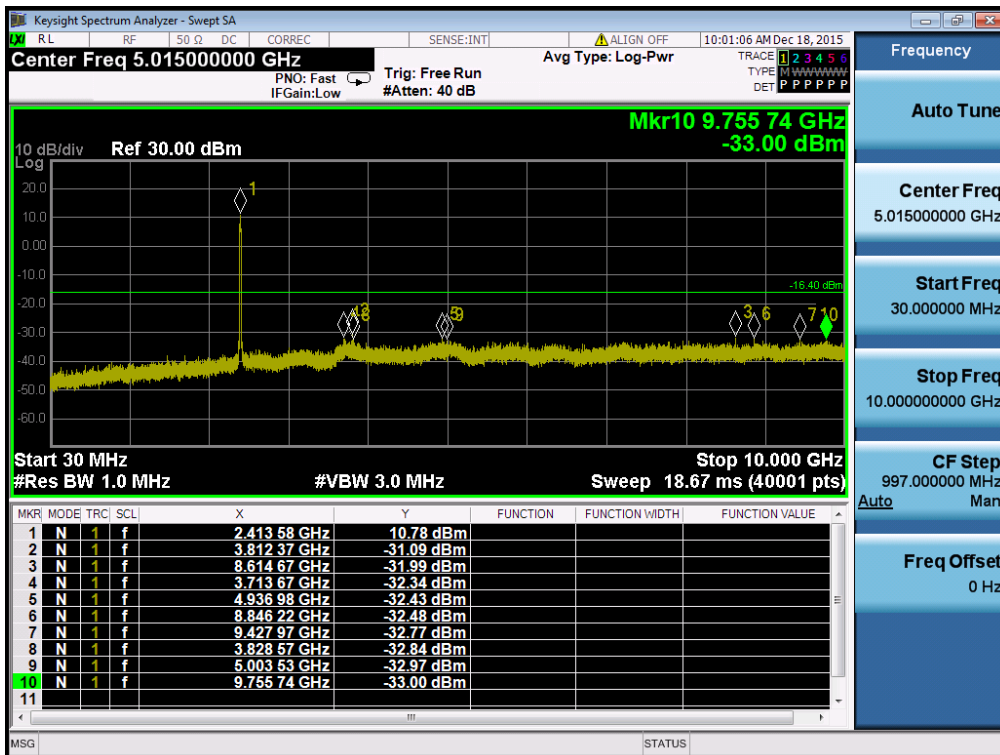 Keysight Spectrum Analyzer - Swept SA
LXI RL RF 50 Ω DC CORREC SENSE:INT ALIGN OFF 10:01:06 AM Dec 18, 2015
Center Freq 5.015000000 GHz
PNO: Fast
IFGain:Low
Trig: Free Run
#Atten: 40 dB
Avg Type: Log-Pwr
TRACE 1 2 3 4 5 6
TYPE M W W W W W
DET P P P P P P
Mkr10 9.755 74 GHz
-33.00 dBm
10 dB/div Ref 30.00 dBm
Log
20.0
10.0
0.00
-10.0
-20.0
-30.0
-40.0
-50.0
-60.0
1
-16.40 dBm
3 6 7 10
Start 30 MHz Stop 10.000 GHz
#Res BW 1.0 MHz #VBW 3.0 MHz Sweep 18.67 ms (40001 pts)
MKR MODE TRC SCL X Y FUNCTION FUNCTION WIDTH FUNCTION VALUE
1 N 1 f 2.413 58 GHz 10.78 dBm
2 N 1 f 3.812 37 GHz -31.09 dBm
3 N 1 f 8.614 67 GHz -31.99 dBm
4 N 1 f 3.713 67 GHz -32.34 dBm
5 N 1 f 4.936 98 GHz -32.43 dBm
6 N 1 f 8.846 22 GHz -32.48 dBm
7 N 1 f 9.427 97 GHz -32.77 dBm
8 N 1 f 3.828 57 GHz -32.84 dBm
9 N 1 f 5.003 53 GHz -32.97 dBm
10 N 1 f 9.755 74 GHz -33.00 dBm
11
MSG STATUS
Frequency
Auto Tune
Center Freq
5.015000000 GHz
Start Freq
30.000000 MHz
Stop Freq
10.000000000 GHz
CF Step
997.000000 MHz
Auto Man
Freq Offset
0 Hz